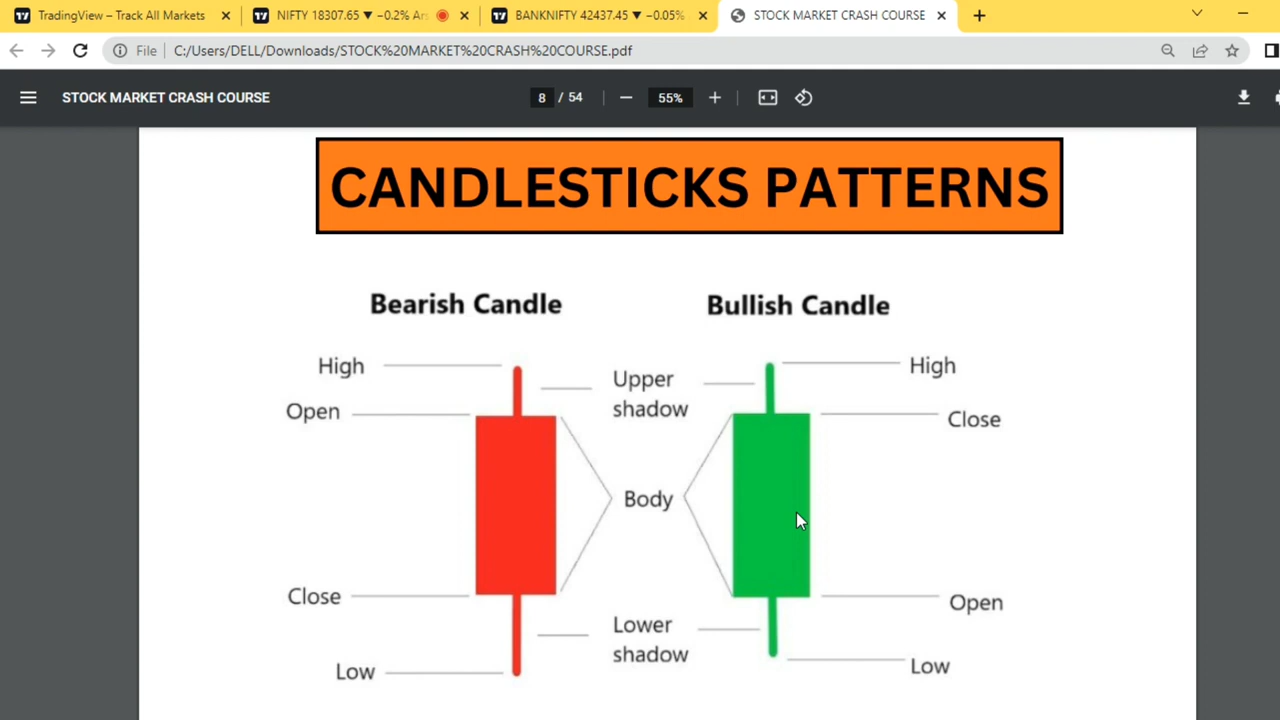 TradingView – Track All Markets
NIFTY 18307.65 ▼ −0.2%
BANKNIFTY 42437.45 ▼ −0.05%
STOCK MARKET CRASH COURSE
File C:/Users/DELL/Downloads/STOCK%20MARKET%20CRASH%20COURSE.pdf
STOCK MARKET CRASH COURSE
8 / 54
55%
CANDLESTICKS PATTERNS
Bearish Candle
Bullish Candle
High
Open
Close
Low
Upper
shadow
Body
Lower
shadow
High
Close
Open
Low